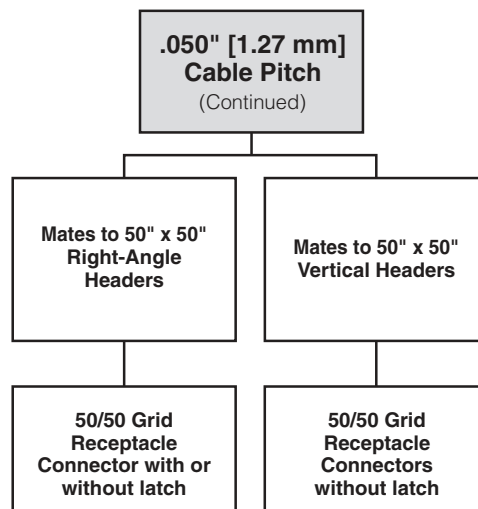 .050" [1.27 mm]
Cable Pitch
(Continued)
Mates to 50" x 50"
Right-Angle
Headers
Mates to 50" x 50"
Vertical Headers
50/50 Grid
Receptacle
Connector with or
without latch
50/50 Grid
Receptacle
Connectors
without latch